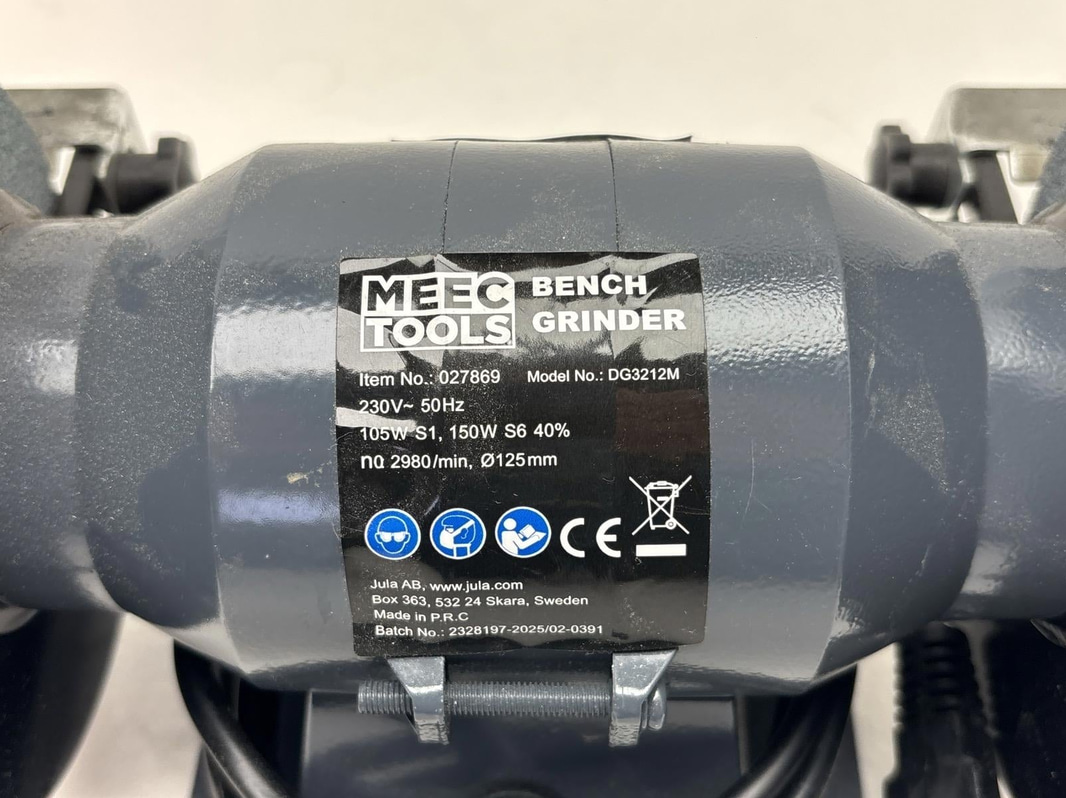 MEEC
TOOLS
BENCH
GRINDER
Item No.: 027869 Model No.: DG3212M
230V~ 50Hz
105W S1, 150W S6 40%
n0: 2980/min, Ø125mm
CE
Jula AB, www.jula.com
Box 363, 532 24 Skara, Sweden
Made in P.R.C
Batch No.: 2328197-2025/02-0391